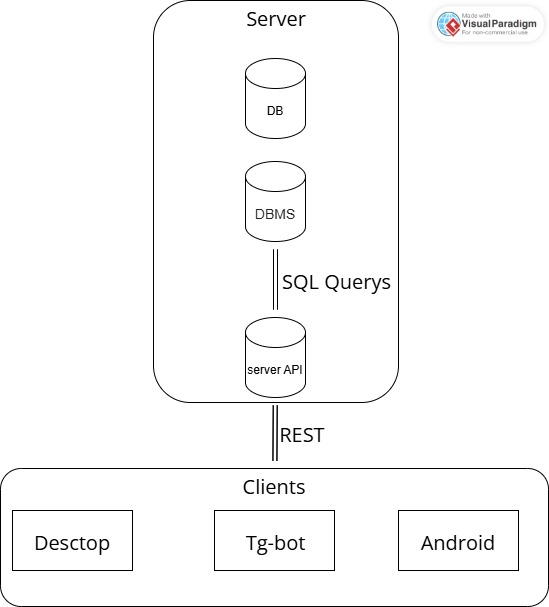 Server
Made with
Visual Paradigm
For non-commercial use
DB
DBMS
SQL Querys
server API
REST
Clients
Desctop
Tg-bot
Android